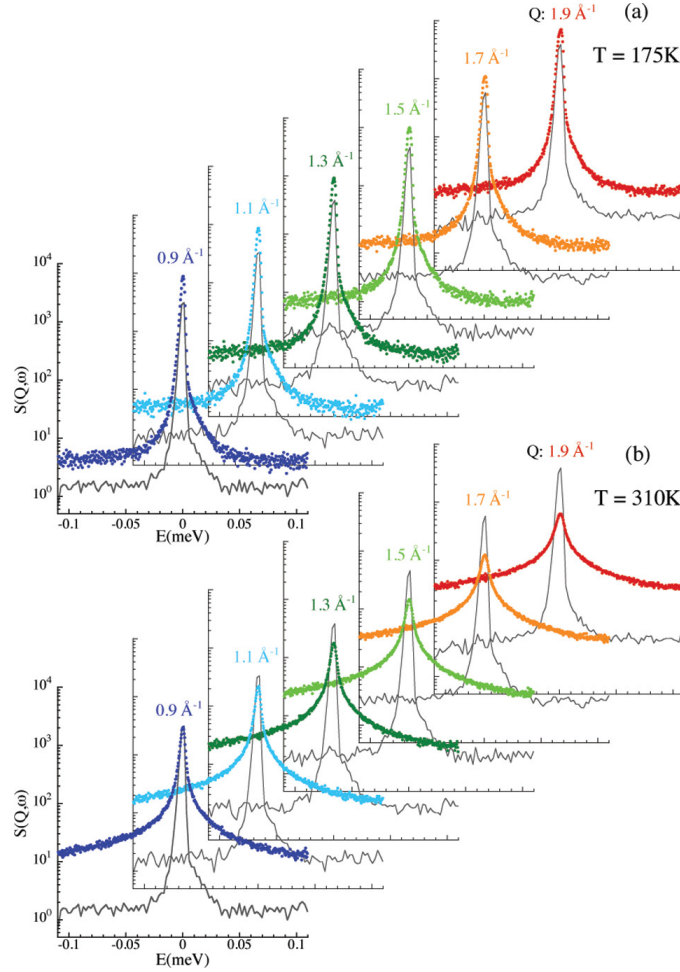 Q: 1.9 Å⁻¹ (a)
1.7 Å⁻¹ T = 175K
1.5 Å⁻¹
1.3 Å⁻¹
1.1 Å⁻¹
0.9 Å⁻¹
10⁴
10³
10²
10¹
10⁰
S(Q,ω)
-0.1 -0.05 0 0.05 0.1
E(meV)
Q: 1.9 Å⁻¹ (b)
1.7 Å⁻¹ T = 310K
1.5 Å⁻¹
1.3 Å⁻¹
1.1 Å⁻¹
0.9 Å⁻¹
10⁴
10³
10²
10¹
10⁰
S(Q,ω)
-0.1 -0.05 0 0.05 0.1
E(meV)